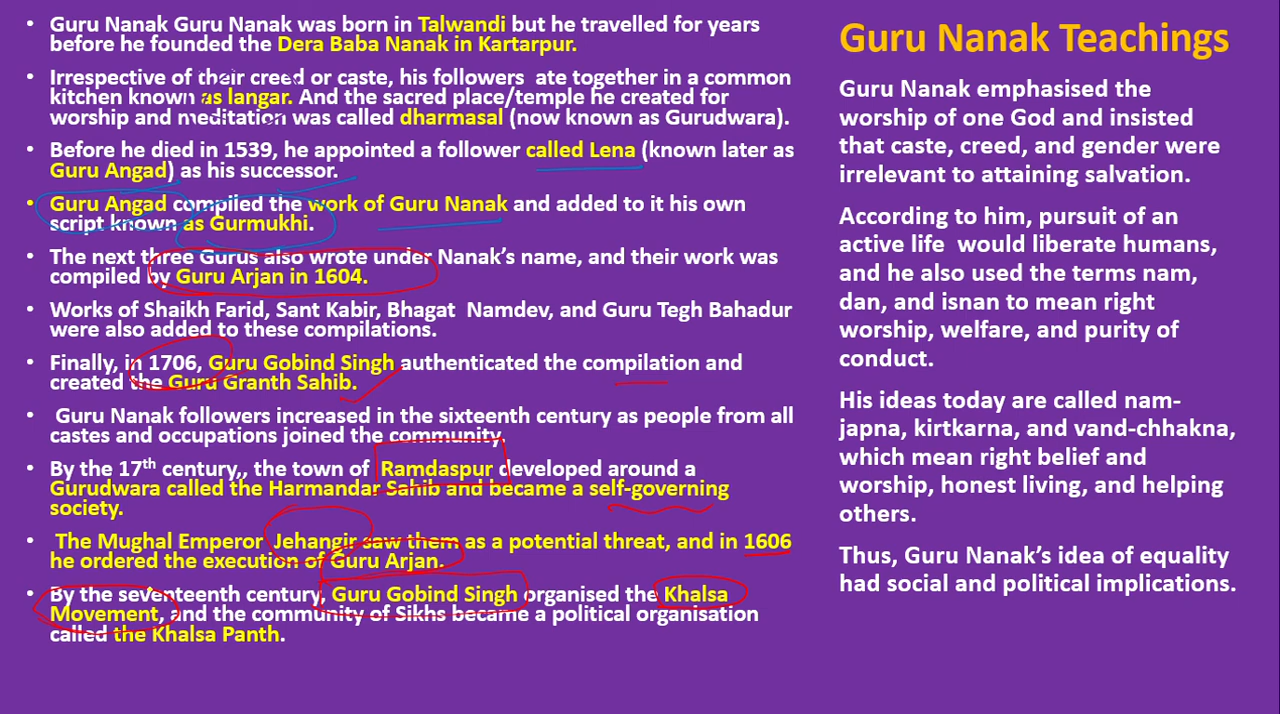 • Guru Nanak Guru Nanak was born in Talwandi but he travelled for years
before he founded the Dera Baba Nanak in Kartarpur.
• Irrespective of their creed or caste, his followers ate together in a common
kitchen known as langar. And the sacred place/temple he created for
worship and meditation was called dharmasal (now known as Gurudwara).
• Before he died in 1539, he appointed a follower called Lena (known later as
Guru Angad) as his successor.
• Guru Angad compiled the work of Guru Nanak and added to it his own
script known as Gurmukhi.
• The next three Gurus also wrote under Nanak’s name, and their work was
compiled by Guru Arjan in 1604.
• Works of Shaikh Farid, Sant Kabir, Bhagat Namdev, and Guru Tegh Bahadur
were also added to these compilations.
• Finally, in 1706, Guru Gobind Singh authenticated the compilation and
created the Guru Granth Sahib.
• Guru Nanak followers increased in the sixteenth century as people from all
castes and occupations joined the community.
• By the 17th century,, the town of Ramdaspur developed around a
Gurudwara called the Harmandar Sahib and became a self-governing
society.
• The Mughal Emperor Jehangir saw them as a potential threat, and in 1606
he ordered the execution of Guru Arjan.
• By the seventeenth century, Guru Gobind Singh organised the Khalsa
Movement, and the community of Sikhs became a political organisation
called the Khalsa Panth.
Guru Nanak Teachings
Guru Nanak emphasised the
worship of one God and insisted
that caste, creed, and gender were
irrelevant to attaining salvation.
According to him, pursuit of an
active life would liberate humans,
and he also used the terms nam,
dan, and isnan to mean right
worship, welfare, and purity of
conduct.
His ideas today are called nam-
japna, kirtkarna, and vand-chhakna,
which mean right belief and
worship, honest living, and helping
others.
Thus, Guru Nanak’s idea of equality
had social and political implications.